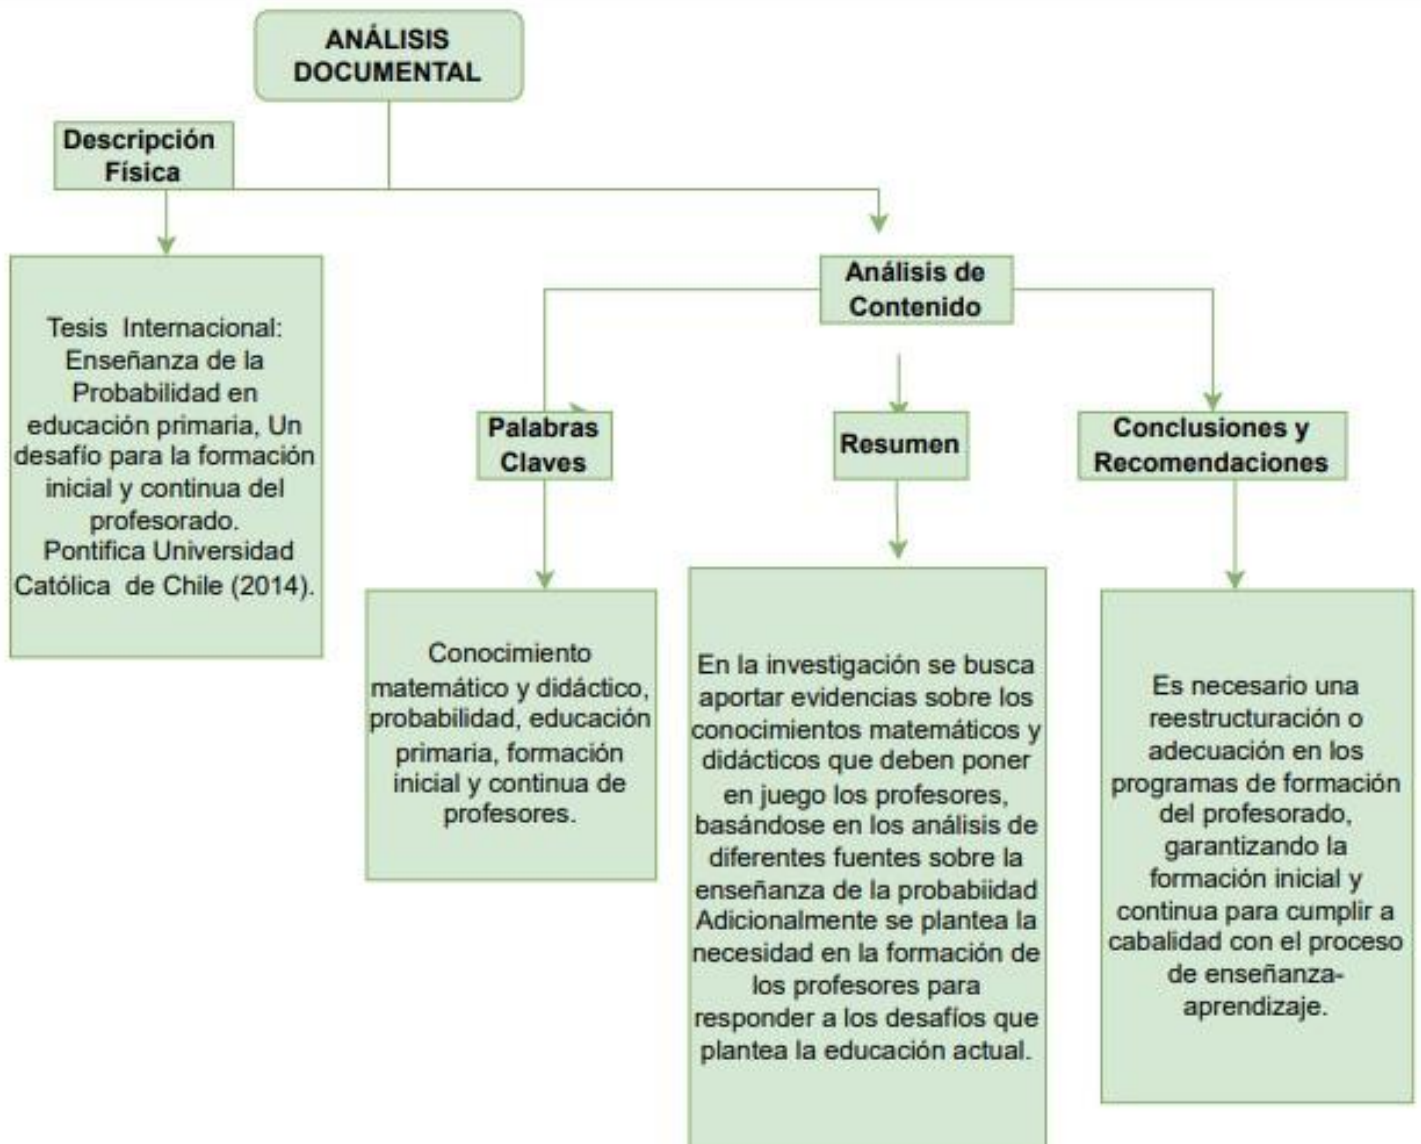 ANÁLISIS
DOCUMENTAL
Descripción
Física
Tesis Internacional:
Enseñanza de la
Probabilidad en
educación primaria, Un
desafío para la formación
inicial y continua del
profesorado.
Pontifica Universidad
Católica de Chile (2014).
Análisis de
Contenido
Palabras
Claves
Conocimiento
matemático y didáctico,
probabilidad, educación
primaria, formación
inicial y continua de
profesores.
Resumen
En la investigación se busca
aportar evidencias sobre los
conocimientos matemáticos y
didácticos que deben poner
en juego los profesores,
basándose en los análisis de
diferentes fuentes sobre la
enseñanza de la probabiidad
Adicionalmente se plantea la
necesidad en la formación de
los profesores para
responder a los desafíos que
plantea la educación actual.
Conclusiones y
Recomendaciones
Es necesario una
reestructuración o
adecuación en los
programas de formación
del profesorado,
garantizando la
formación inicial y
continua para cumplir a
cabalidad con el proceso
de enseñanza-
aprendizaje.